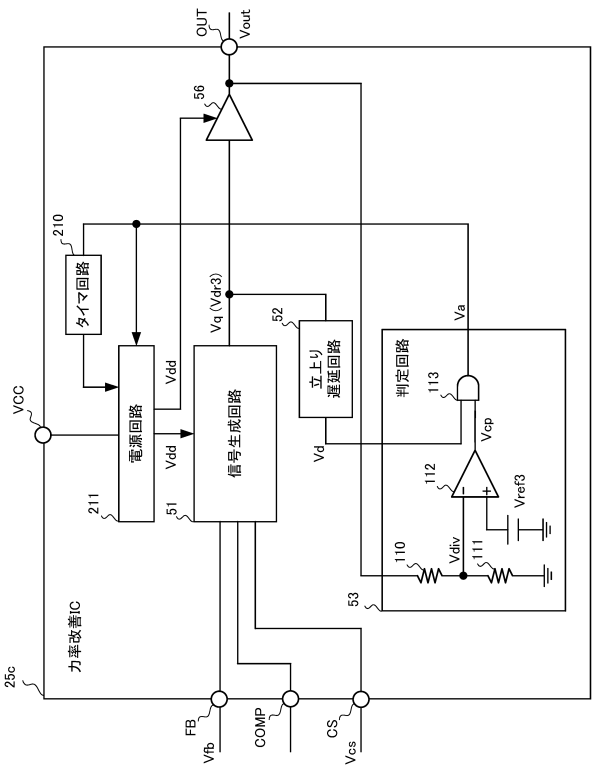 25c
力率改善IC
VCC
OUT
Vout
56
210
タイマ回路
211
電源回路
Vdd
Vdd
51
信号生成回路
Vq (Vdr3)
52
立上り
遅延回路
Vd
Va
53
判定回路
113
Vcp
112
−
+
Vref3
Vdiv
110
111
FB
Vfb
COMP
CS
Vcs